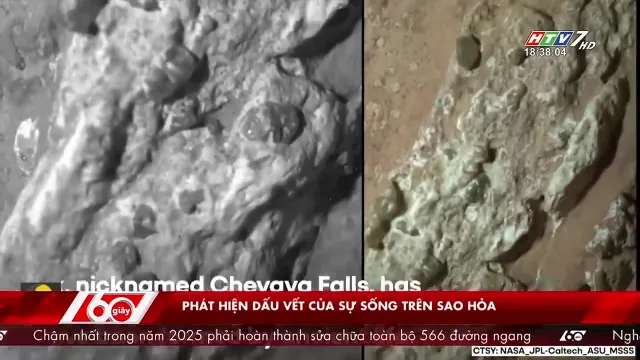 HTV7 HD
18:38:04
nicknamed Cheyava Falls, has
60 giây
PHÁT HIỆN DẤU VẾT CỦA SỰ SỐNG TRÊN SAO HỎA
Chậm nhất trong năm 2025 phải hoàn thành sửa chữa toàn bộ 566 đường ngang
60
CTSY: NASA_JPL-Caltech_ASU_MSSS